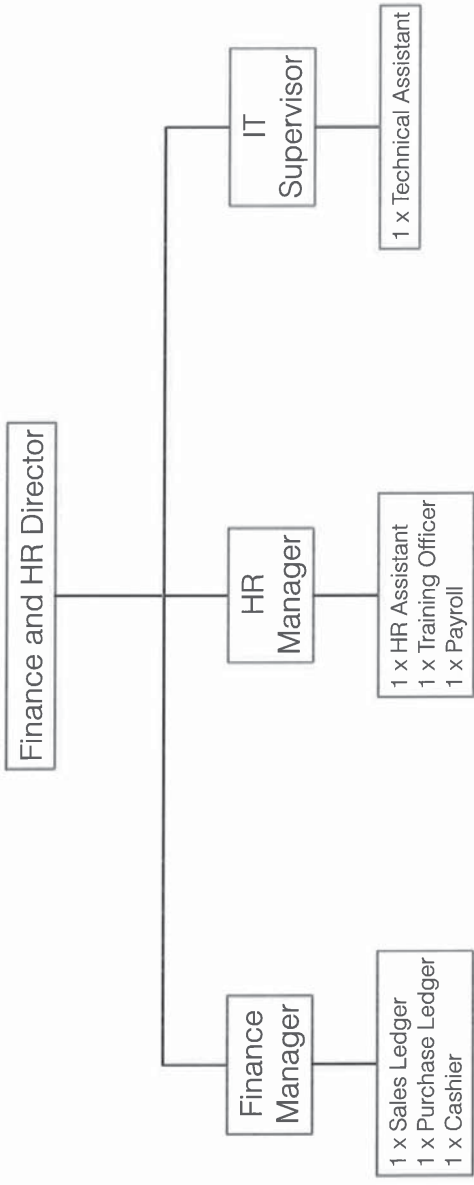 Finance and HR Director
Finance
Manager
HR
Manager
IT
Supervisor
1 x Sales Ledger
1 x Purchase Ledger
1 x Cashier
1 x HR Assistant
1 x Training Officer
1 x Payroll
1 x Technical Assistant